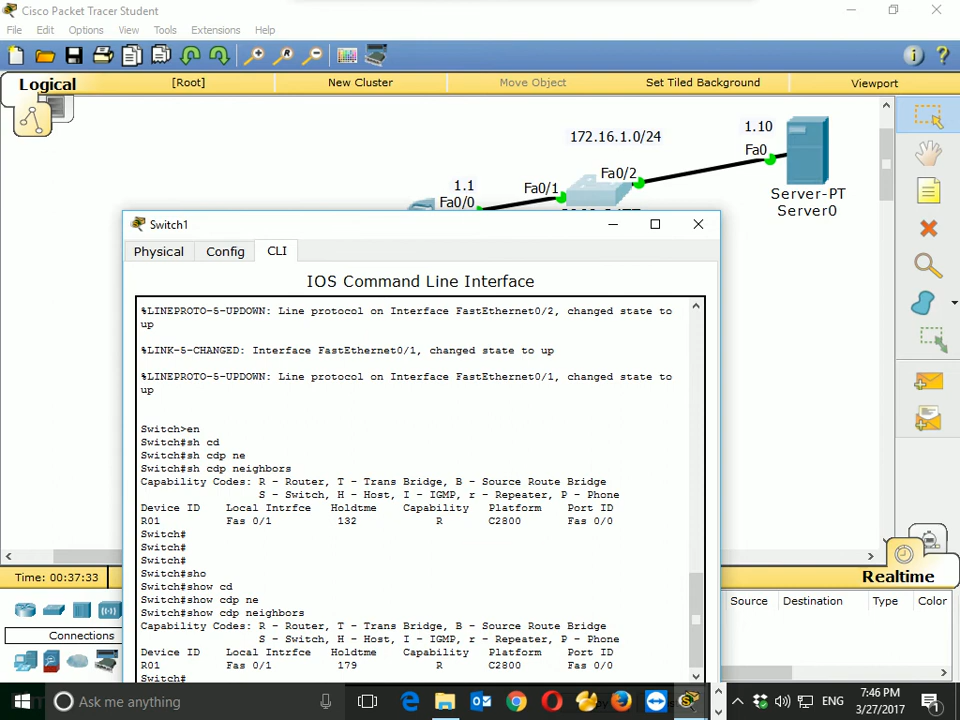 Cisco Packet Tracer Student
File Edit Options View Tools Extensions Help
Logical [Root] New Cluster Move Object Set Tiled Background Viewport
172.16.1.0/24
1.10
Fa0
Fa0/2
Fa0/1
1.1
Fa0/0
Server-PT
Server0
Switch1
Physical Config CLI
IOS Command Line Interface
%LINEPROTO-5-UPDOWN: Line protocol on Interface FastEthernet0/2, changed state to
up
%LINK-5-CHANGED: Interface FastEthernet0/1, changed state to up
%LINEPROTO-5-UPDOWN: Line protocol on Interface FastEthernet0/1, changed state to
up
Switch>en
Switch#sh cd
Switch#sh cdp ne
Switch#sh cdp neighbors
Capability Codes: R - Router, T - Trans Bridge, B - Source Route Bridge
S - Switch, H - Host, I - IGMP, r - Repeater, P - Phone
Device ID Local Intrfce Holdtme Capability Platform Port ID
R01 Fas 0/1 132 R C2800 Fas 0/0
Switch#
Switch#
Switch#
Switch#sho
Switch#show cd
Switch#show cdp ne
Switch#show cdp neighbors
Capability Codes: R - Router, T - Trans Bridge, B - Source Route Bridge
S - Switch, H - Host, I - IGMP, r - Repeater, P - Phone
Device ID Local Intrfce Holdtme Capability Platform Port ID
R01 Fas 0/1 179 R C2800 Fas 0/0
Switch#
Time: 00:37:33
Realtime
Connections
Source Destination Type Color
Ask me anything
ENG
7:46 PM
3/27/2017
1